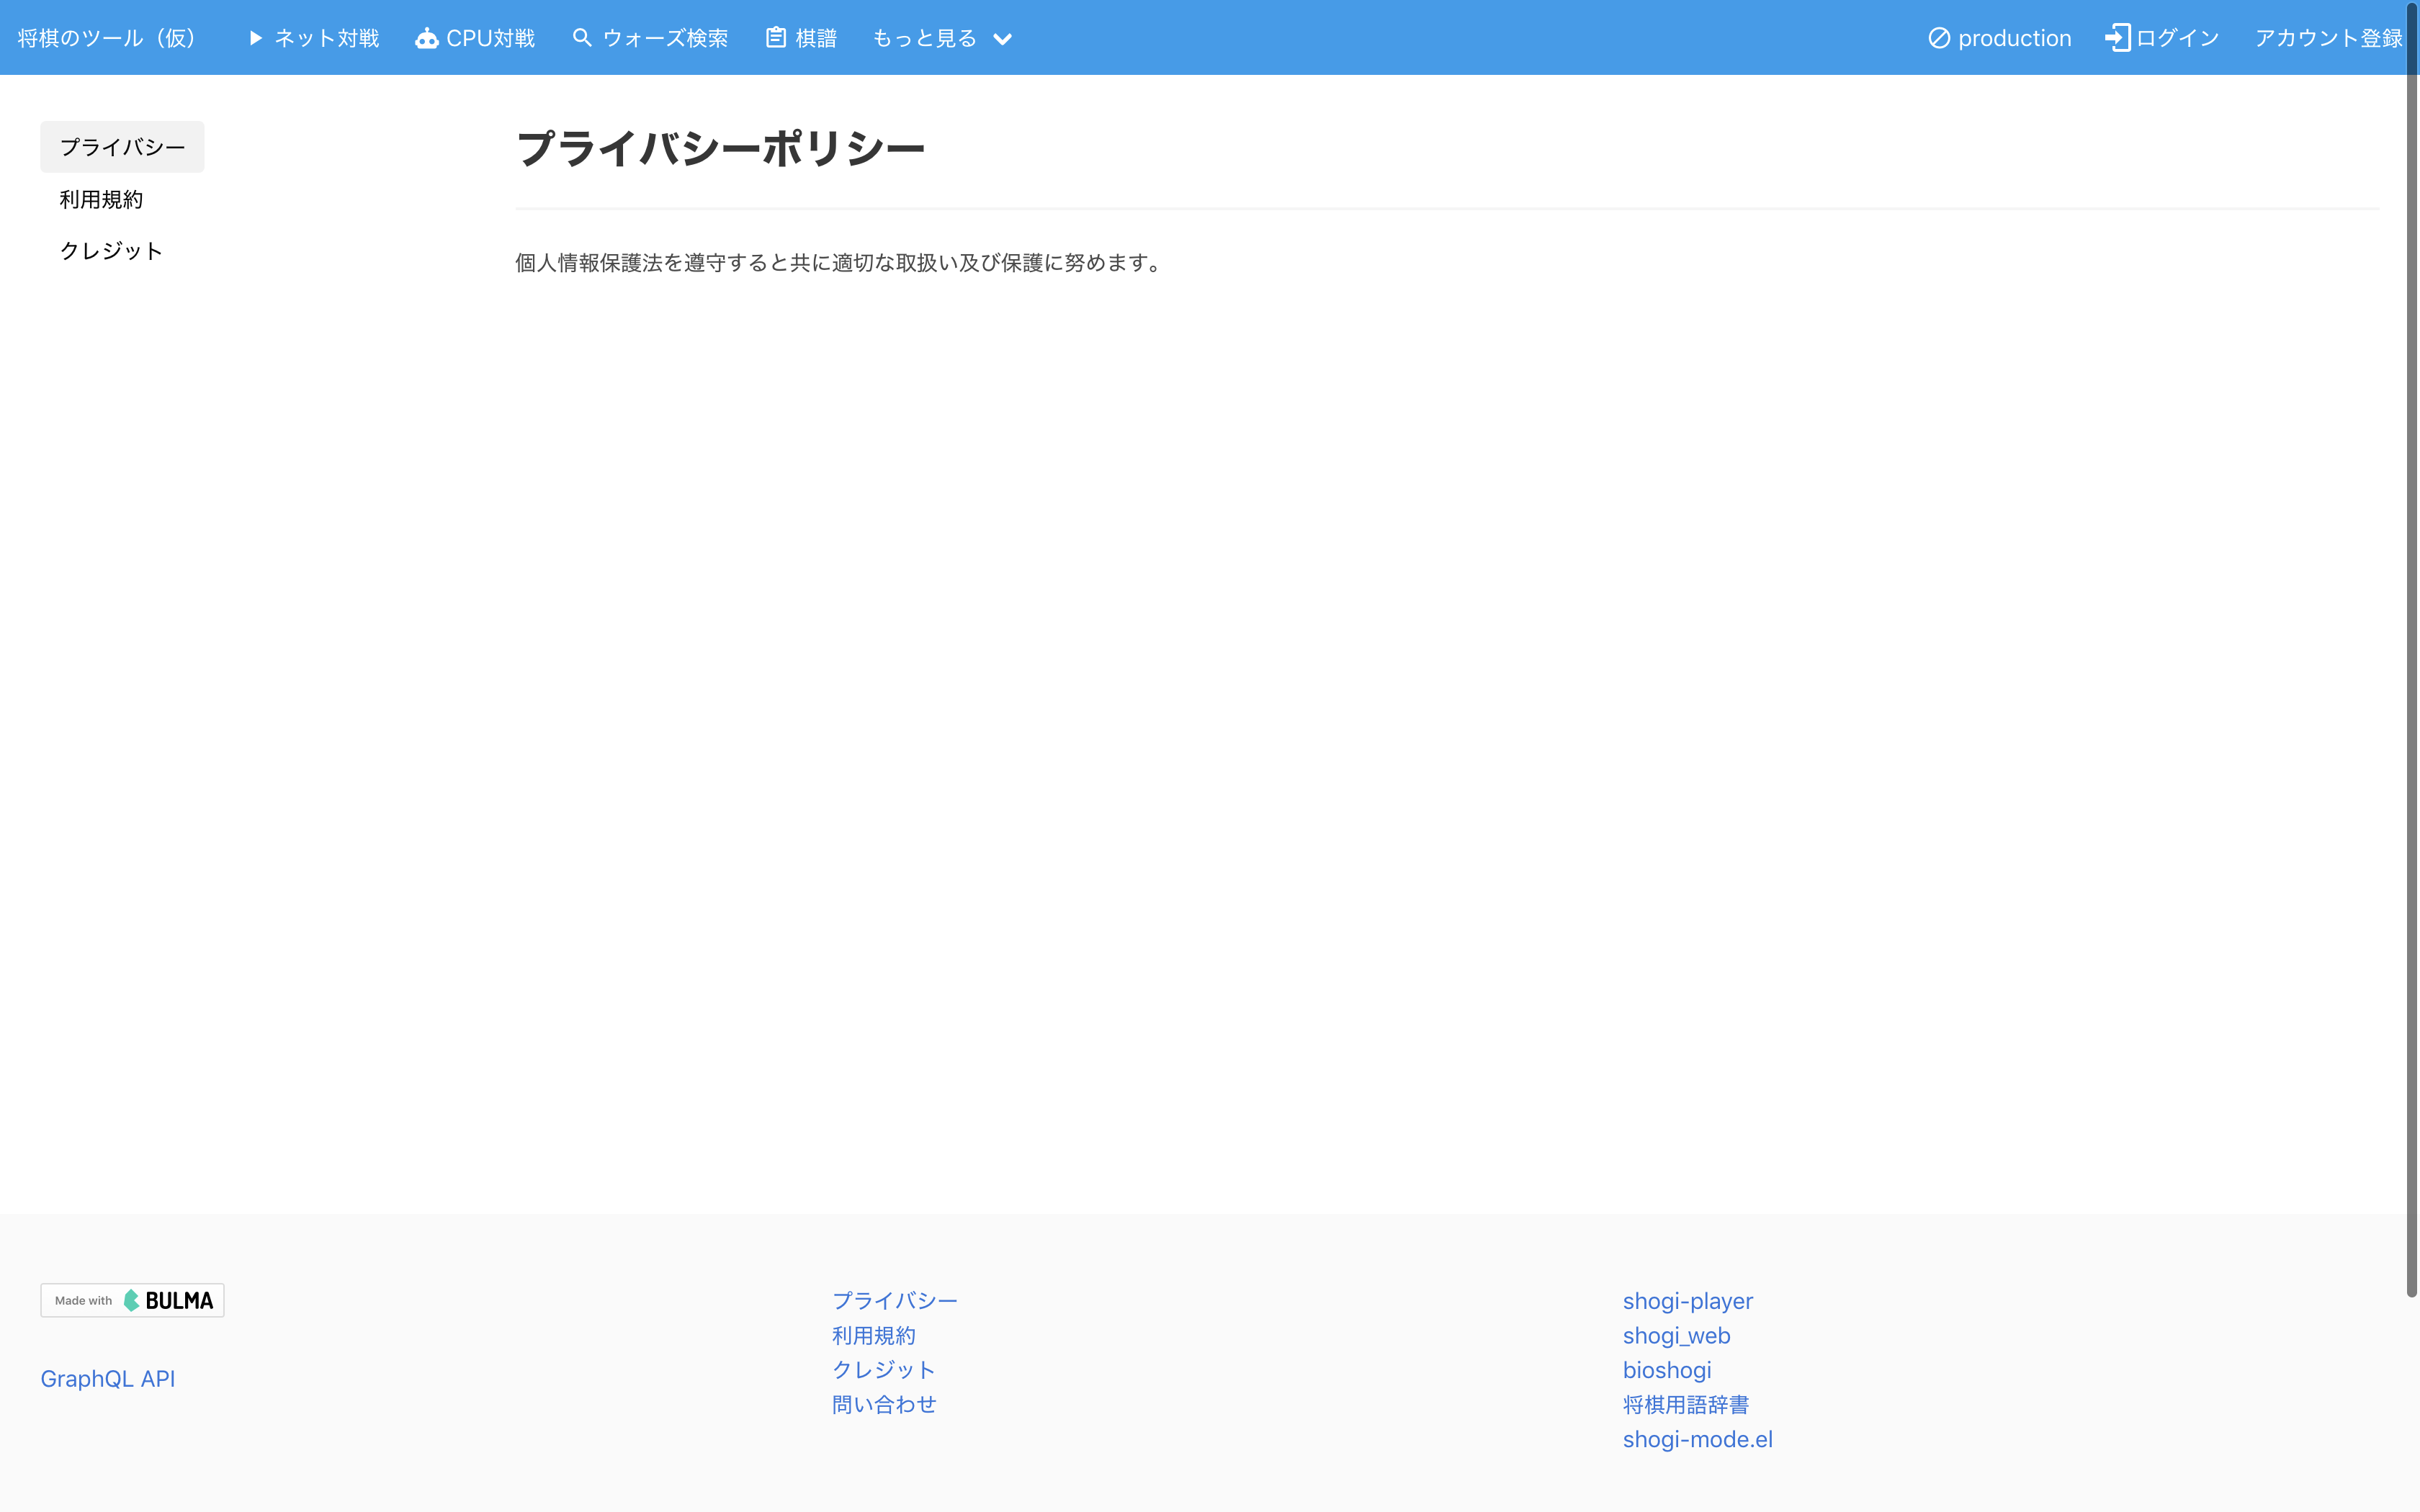 将棋のツール（仮） ネット対戦 CPU対戦 ウォーズ検索 棋譜 もっと見る production ログイン アカウント登録
プライバシー
利用規約
クレジット
プライバシーポリシー
個人情報保護法を遵守すると共に適切な取扱い及び保護に努めます。
Made with BULMA
GraphQL API
プライバシー
利用規約
クレジット
問い合わせ
shogi-player
shogi_web
bioshogi
将棋用語辞書
shogi-mode.el